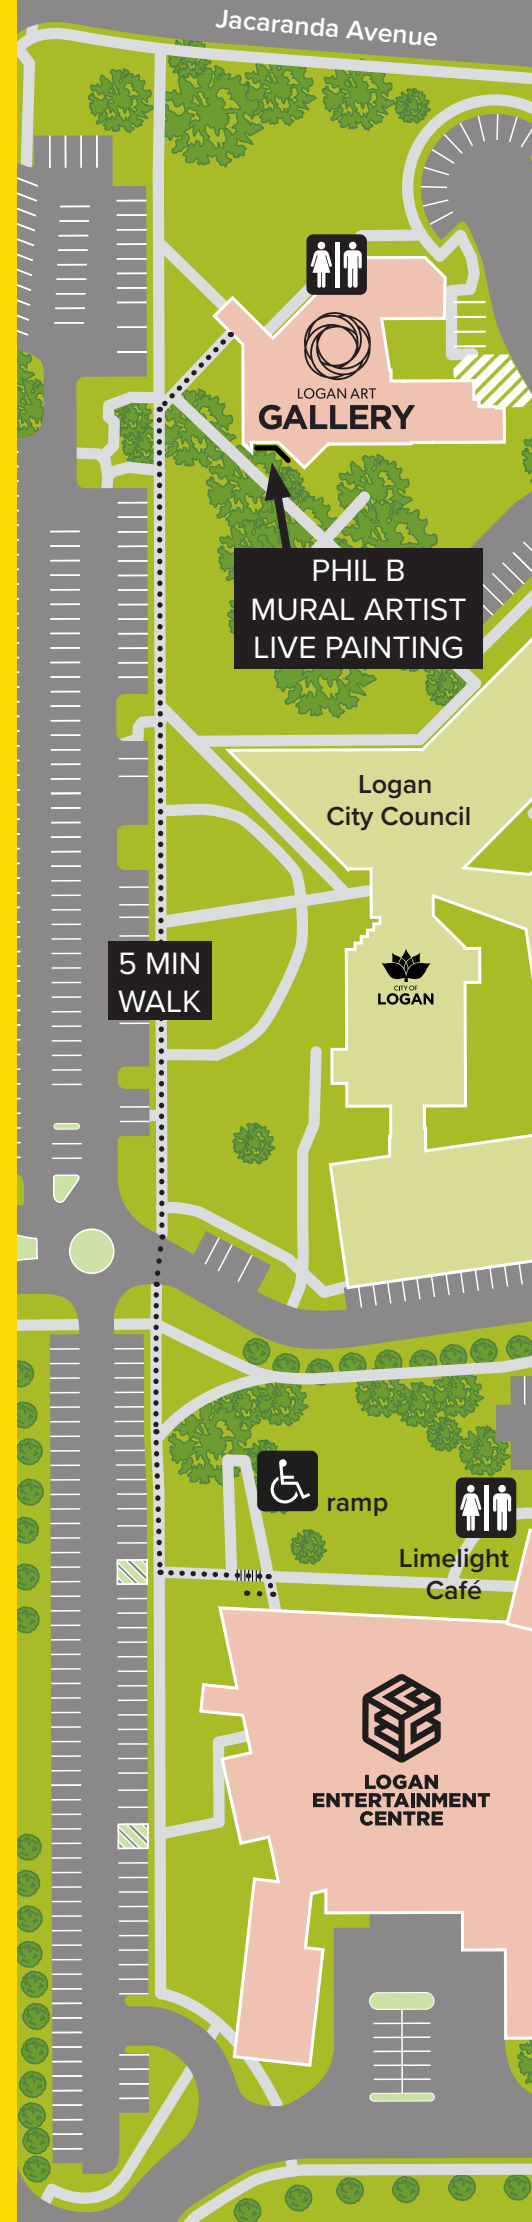 Jacaranda Avenue
LOGAN ART
GALLERY
PHIL B
MURAL ARTIST
LIVE PAINTING
Logan
City Council
5 MIN
WALK
CITY OF
LOGAN
ramp
Limelight
Café
LOGAN
ENTERTAINMENT
CENTRE